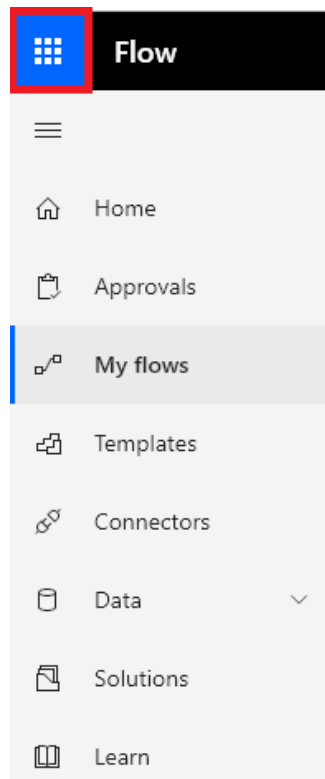 Flow
Home
Approvals
My flows
Templates
Connectors
Data
Solutions
Learn